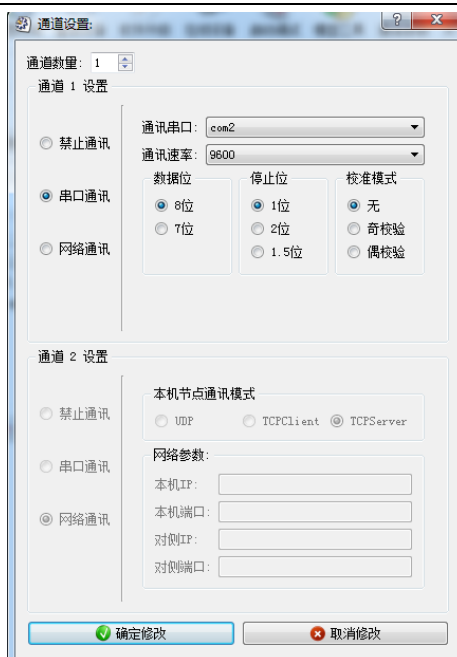 通道设置:
通道数量: 1
通道 1 设置
禁止通讯
串口通讯
网络通讯
通讯串口: com2
通讯速率: 9600
数据位
8位
7位
停止位
1位
2位
1.5位
校准模式
无
奇校验
偶校验
通道 2 设置
禁止通讯
串口通讯
网络通讯
本机节点通讯模式
UDP TCPClient TCPServer
网络参数:
本机IP:
本机端口:
对侧IP:
对侧端口:
确定修改 取消修改